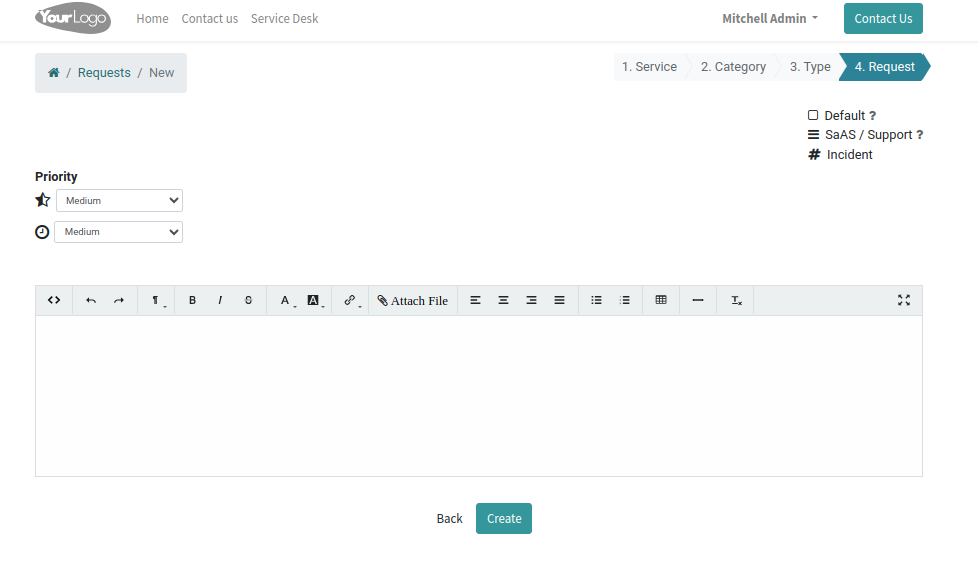 YourLogo Home Contact us Service Desk Mitchell Admin Contact Us
/ Requests / New 1. Service 2. Category 3. Type 4. Request
Default ?
SaAS / Support ?
# Incident
Priority
Medium
Medium
<> ¶ B I S A A Attach File Tx
Back Create